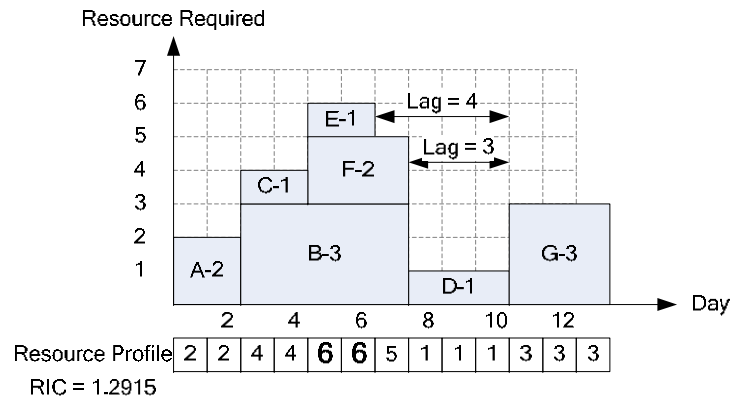 Resource Required
7
6
5
4
3
2
1
E-1
Lag = 4
Lag = 3
C-1
F-2
A-2
B-3
D-1
G-3
2 4 6 8 10 12
Day
Resource Profile 2 2 4 4 6 6 5 1 1 1 3 3 3
RIC = 1.2915